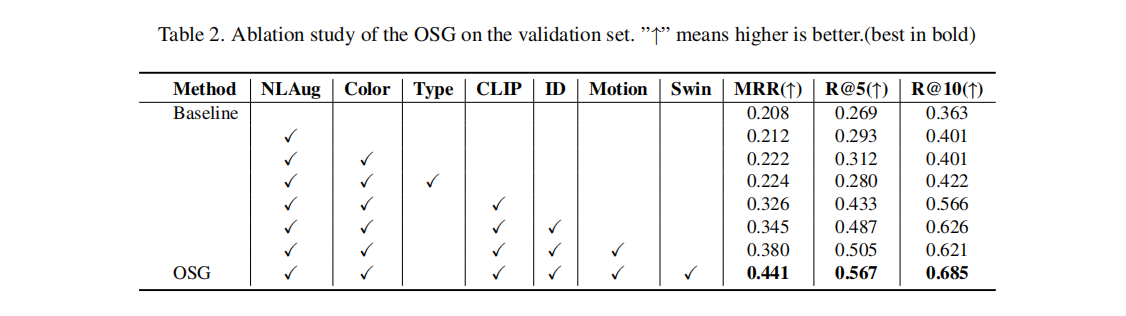 Table 2. Ablation study of the OSG on the validation set. ”↑” means higher is better.(best in bold)
Method NLAug Color Type CLIP ID Motion Swin MRR(↑) R@5(↑) R@10(↑)
Baseline 0.208 0.269 0.363
✓ 0.212 0.293 0.401
✓ ✓ 0.222 0.312 0.401
✓ ✓ ✓ 0.224 0.280 0.422
✓ ✓ ✓ 0.326 0.433 0.566
✓ ✓ ✓ ✓ 0.345 0.487 0.626
✓ ✓ ✓ ✓ ✓ 0.380 0.505 0.621
OSG ✓ ✓ ✓ ✓ ✓ ✓ 0.441 0.567 0.685